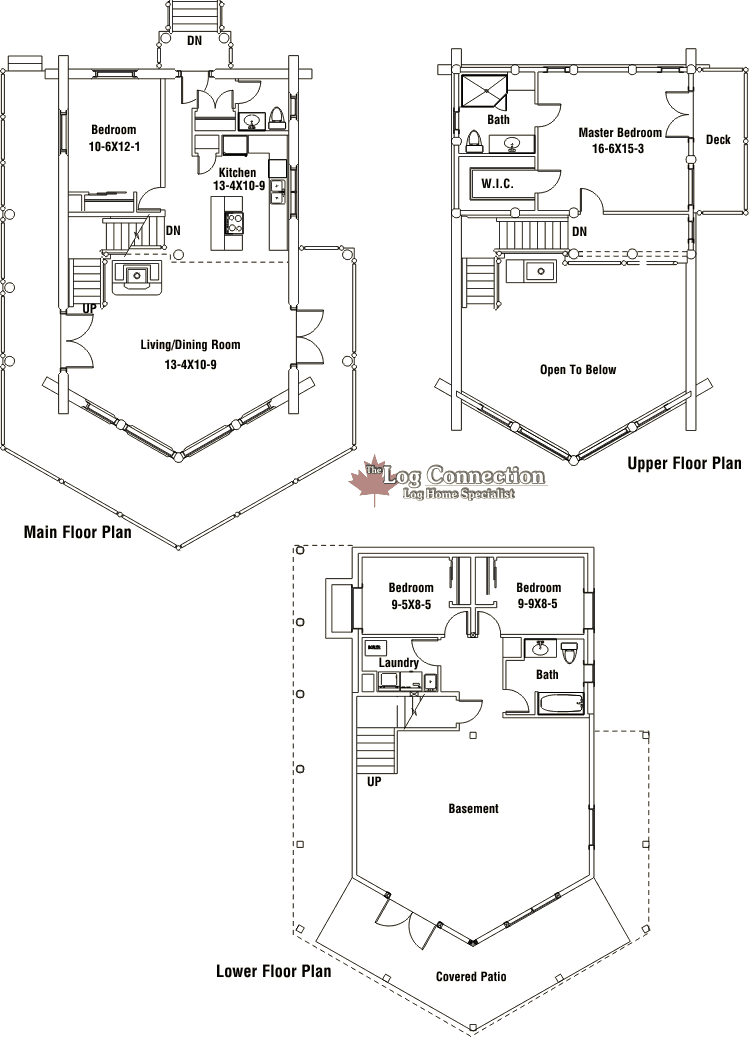 DN
Bedroom
10-6X12-1
Kitchen
13-4X10-9
DN
UP
Living/Dining Room
13-4X10-9
Main Floor Plan
Bath
Master Bedroom
16-6X15-3
Deck
W.I.C.
DN
Open To Below
Upper Floor Plan
The Log Connection
Log Home Specialist
Bedroom
9-5X8-5
Bedroom
9-9X8-5
BOILER
Laundry
Bath
UP
Basement
Covered Patio
Lower Floor Plan